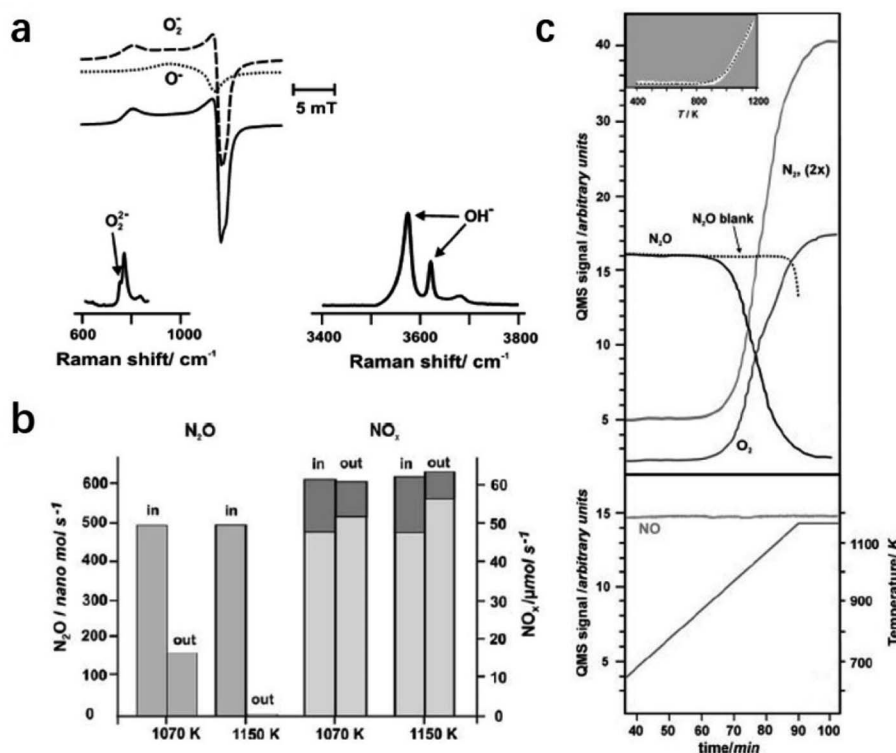 a
O₂⁻
O⁻
5 mT
O₂²⁻
OH⁻
600 1000
Raman shift/ cm⁻¹
3400 3600 3800
Raman shift/ cm⁻¹
b
N₂O NOₓ
in out in out in out in out
N₂O / nano mol s⁻¹
600
500
400
300
200
100
0
NOₓ /µmol s⁻¹
60
50
40
30
20
10
0
1070 K 1150 K 1070 K 1150 K
c
400 800 1200
T / K
QMS signal /arbitrary units
40
30
20
15
10
5
N₂, (2x)
N₂O blank
N₂O
O₂
QMS signal /arbitrary units
15
10
5
NO
1100
900
700
Temperature/ K
40 50 60 70 80 90 100
time/min